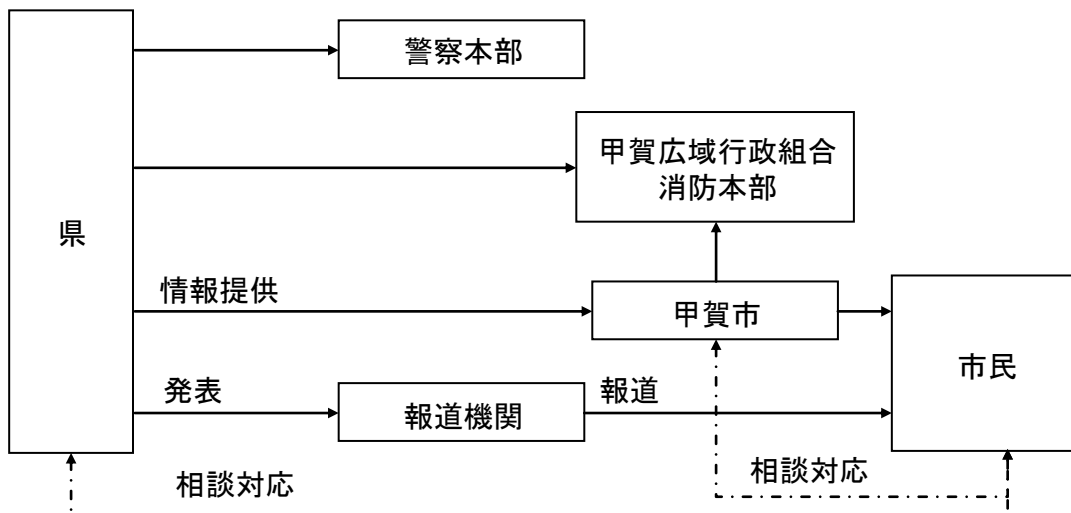 警察本部
甲賀広域行政組合
消防本部
県
情報提供
甲賀市
市民
発表
報道機関
報道
相談対応
相談対応